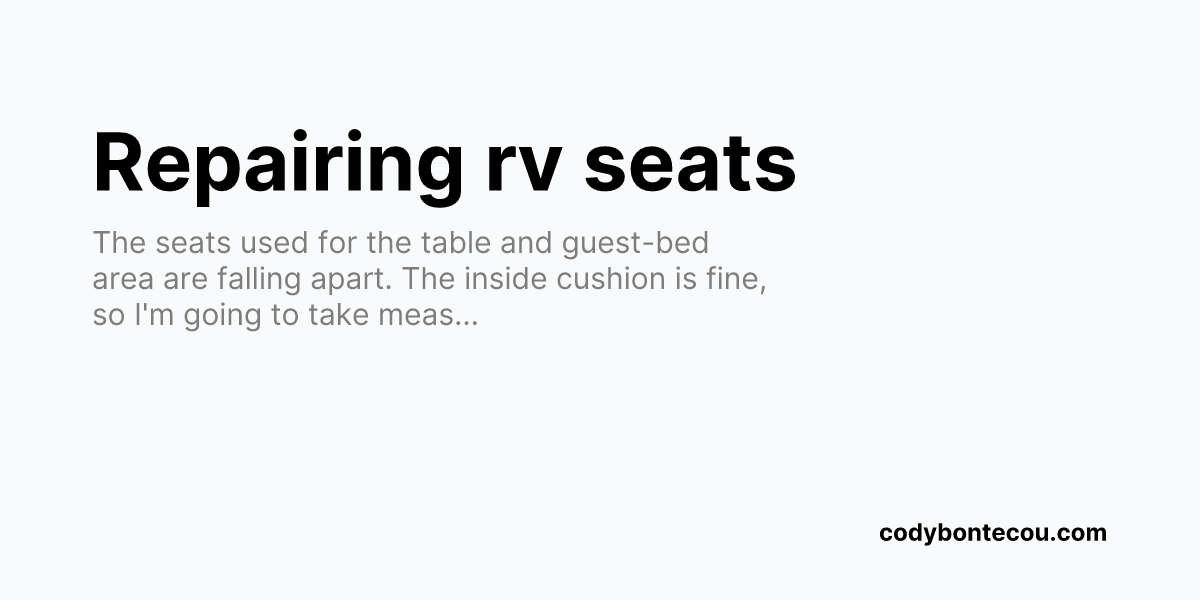 Repairing rv seats
The seats used for the table and guest-bed
area are falling apart. The inside cushion is fine,
so I'm going to take meas...
codybontecou.com